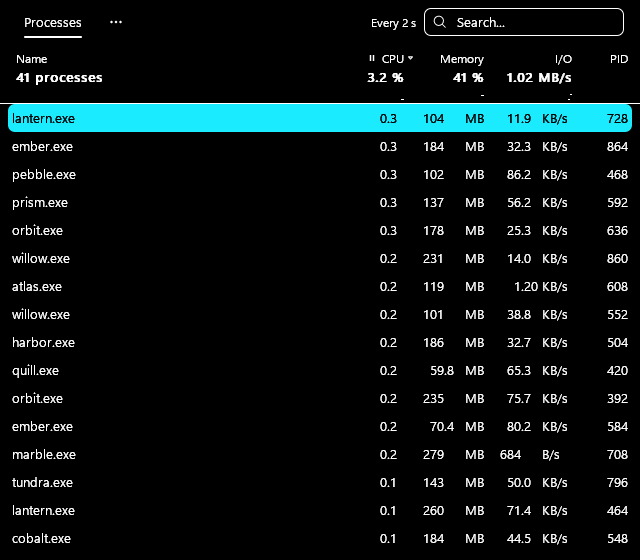 Processes ··· Every 2 s Search...
Name CPU Memory I/O PID
41 processes 3.2 % 41 % 1.02 MB/s
lantern.exe 0.3 104 MB 11.9 KB/s 728
ember.exe 0.3 184 MB 32.3 KB/s 864
pebble.exe 0.3 102 MB 86.2 KB/s 468
prism.exe 0.3 137 MB 56.2 KB/s 592
orbit.exe 0.3 178 MB 25.3 KB/s 636
willow.exe 0.2 231 MB 14.0 KB/s 860
atlas.exe 0.2 119 MB 1.20 KB/s 608
willow.exe 0.2 101 MB 38.8 KB/s 552
harbor.exe 0.2 186 MB 32.7 KB/s 504
quill.exe 0.2 59.8 MB 65.3 KB/s 420
orbit.exe 0.2 235 MB 75.7 KB/s 392
ember.exe 0.2 70.4 MB 80.2 KB/s 584
marble.exe 0.2 279 MB 684 B/s 708
tundra.exe 0.1 143 MB 50.0 KB/s 796
lantern.exe 0.1 260 MB 71.4 KB/s 464
cobalt.exe 0.1 184 MB 44.5 KB/s 548